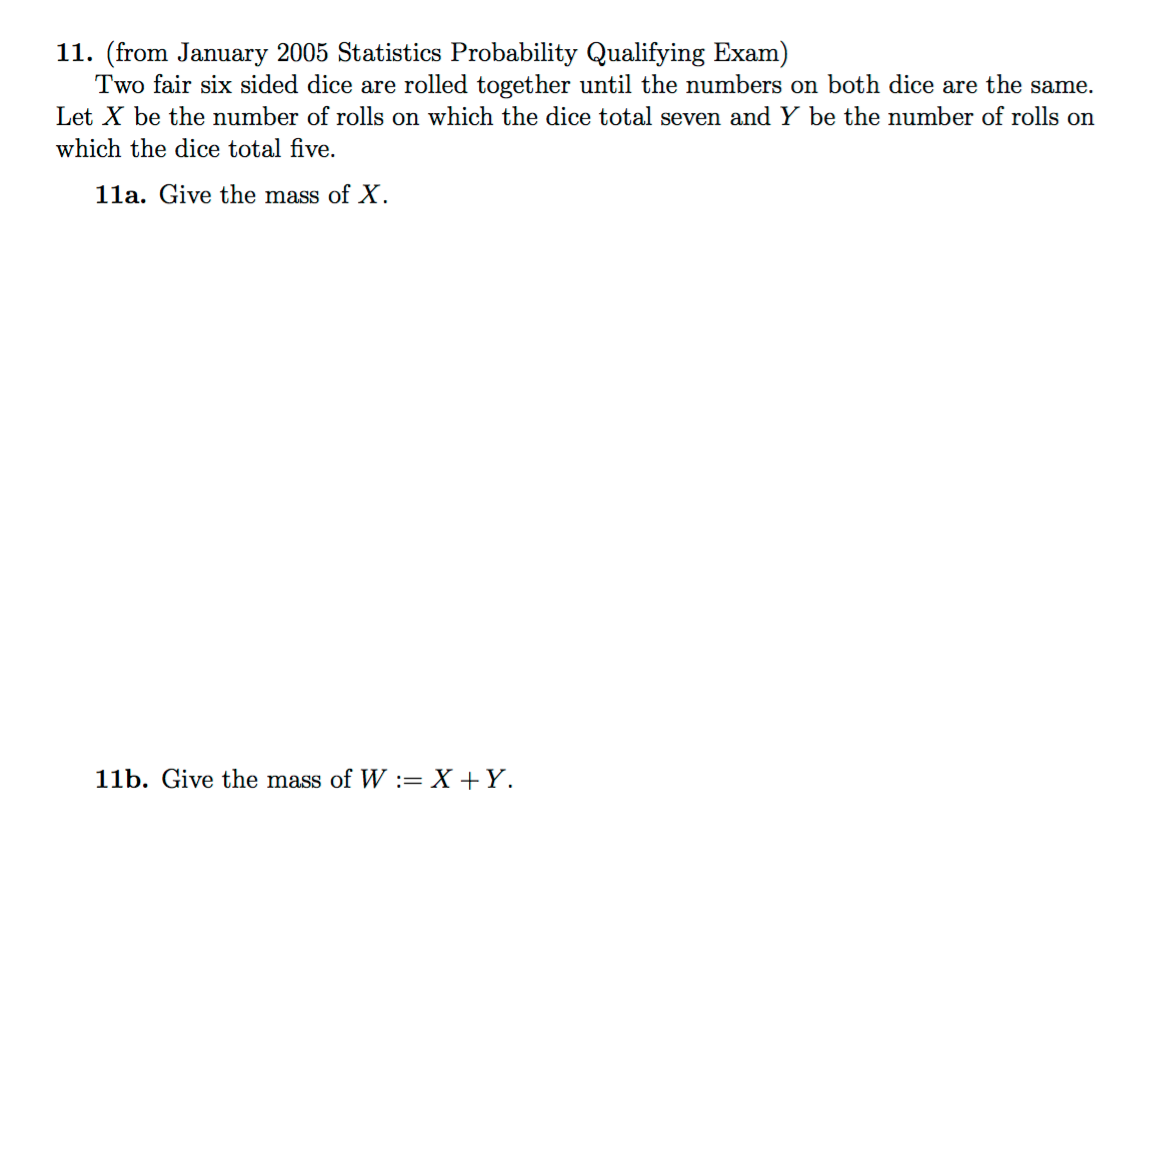 11. (from January 2005 Statistics Probability Qualifying Exam)
Two fair six sided dice are rolled together until the numbers on both dice are the same.
Let X be the number of rolls on which the dice total seven and Y be the number of rolls on
which the dice total five.
11a. Give the mass of X.
11b. Give the mass of W := X + Y.